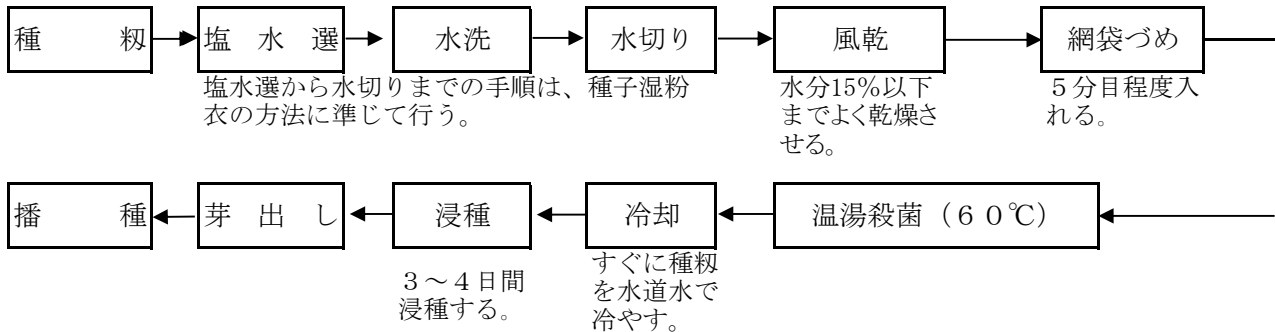 種　　籾
塩　水　選
水洗
水切り
風乾
網袋づめ
塩水選から水切りまでの手順は、種子湿粉
衣の方法に準じて行う。
水分15%以下
までよく乾燥さ
せる。
５分目程度入
れる。
温湯殺菌（６０℃）
冷却
浸種
芽　出　し
播　　種
すぐに種籾
を水道水で
冷やす。
３～４日間
浸種する。